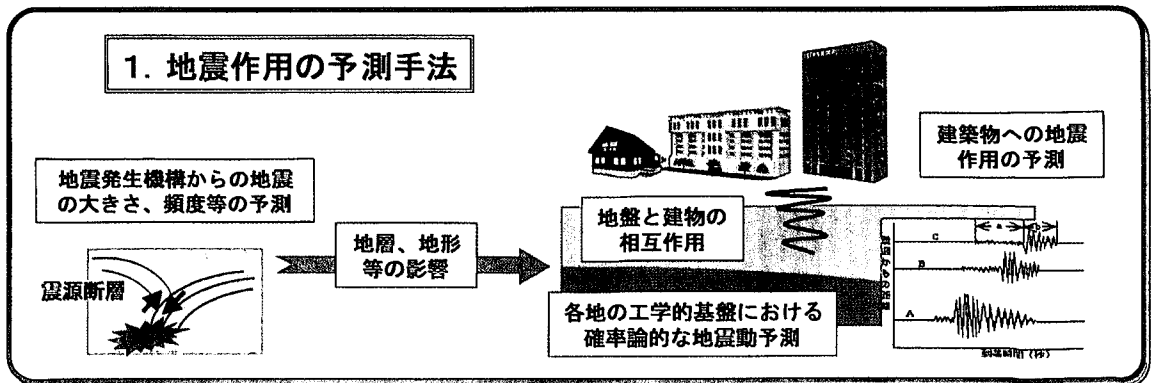 1. 地震作用の予測手法
地震発生機構からの地震
の大きさ、頻度等の予測
震源断層
地層、地形
等の影響
地盤と建物の
相互作用
各地の工学的基盤における
確率論的な地震動予測
建築物への地震
作用の予測
C
B
A